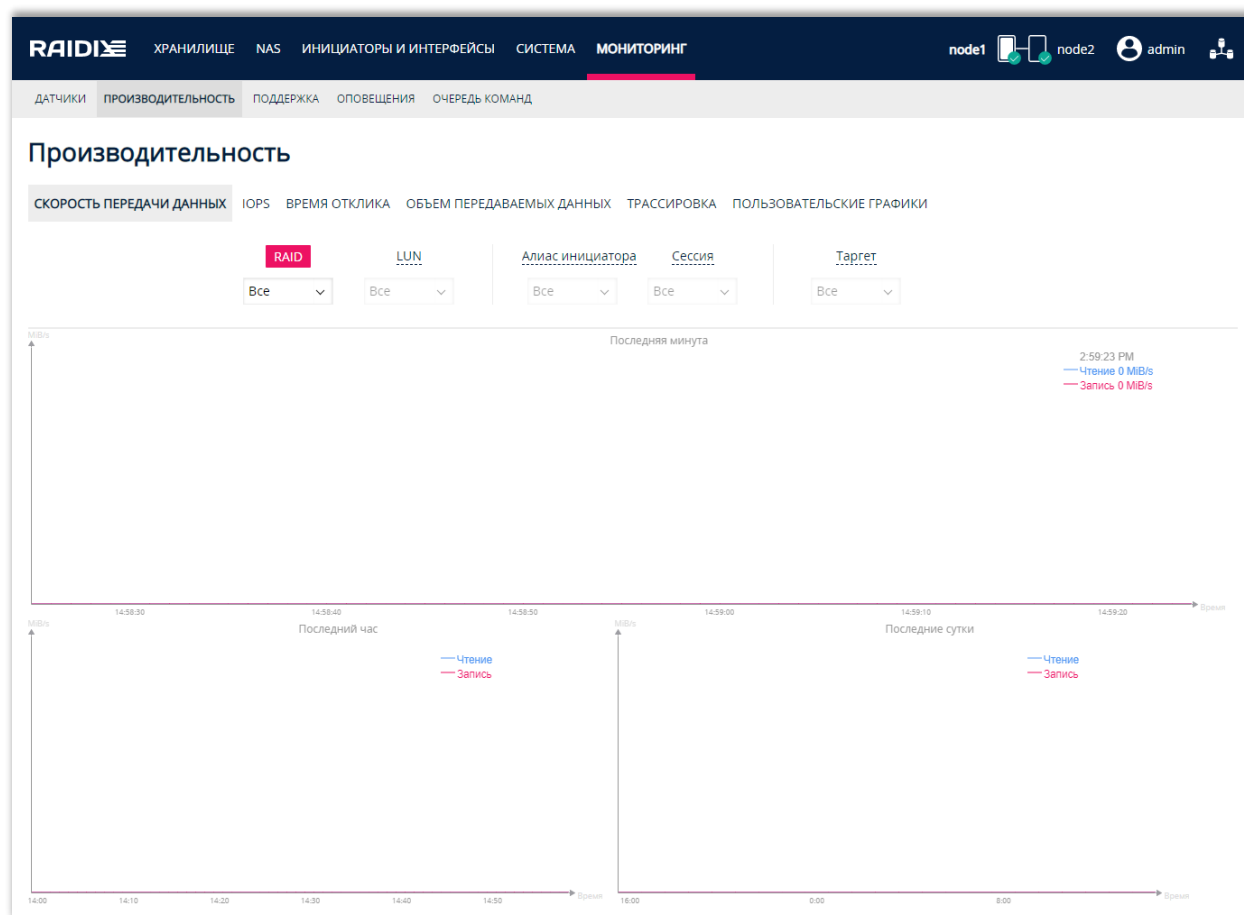 RAIDIX ХРАНИЛИЩЕ NAS ИНИЦИАТОРЫ И ИНТЕРФЕЙСЫ СИСТЕМА МОНИТОРИНГ node1 node2 admin
ДАТЧИКИ ПРОИЗВОДИТЕЛЬНОСТЬ ПОДДЕРЖКА ОПОВЕЩЕНИЯ ОЧЕРЕДЬ КОМАНД
Производительность
СКОРОСТЬ ПЕРЕДАЧИ ДАННЫХ IOPS ВРЕМЯ ОТКЛИКА ОБЪЕМ ПЕРЕДАВАЕМЫХ ДАННЫХ ТРАССИРОВКА ПОЛЬЗОВАТЕЛЬСКИЕ ГРАФИКИ
RAID LUN Алиас инициатора Сессия Таргет
Все Все Все Все Все
MiB/s Последняя минута
2:59:23 PM
Чтение 0 MiB/s
Запись 0 MiB/s
14:58:30 14:58:40 14:58:50 14:59:00 14:59:10 14:59:20 Время
MiB/s Последний час MiB/s Последние сутки
Чтение Чтение
Запись Запись
14:00 14:10 14:20 14:30 14:40 14:50 Время 16:00 0:00 8:00 Время